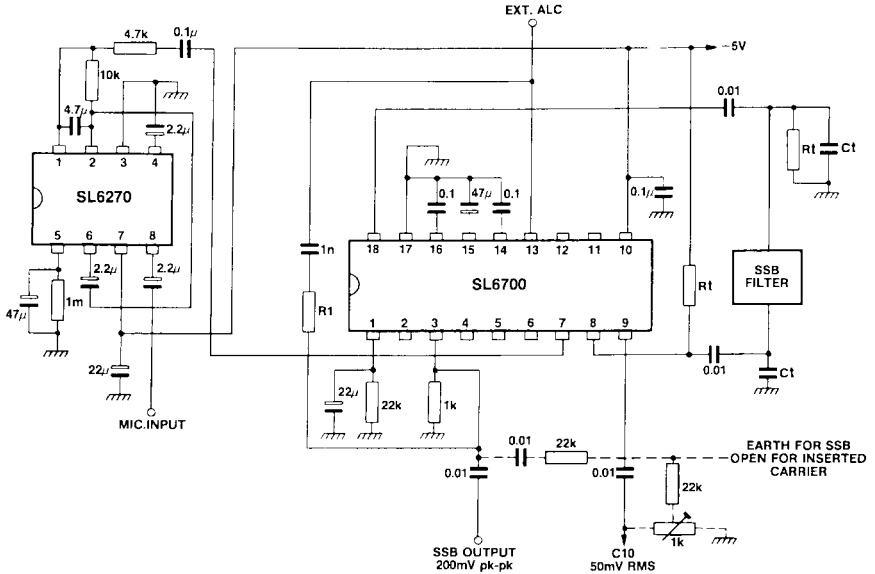 EXT. ALC
4.7k
0.1μ
–5V
10k
4.7μ
2.2μ
0.01
Rt
Ct
1 2 3 4
SL6270
47μ
0.1
0.1
0.1μ
18 17 16 15 14 13 12 11 10
SL6700
SSB
FILTER
5 6 7 8
2.2μ
2.2μ
1n
Rt
R1
1m
47μ
1 2 3 4 5 6 7 8 9
0.01
Ct
22μ
22μ
22k
1k
MIC.INPUT
0.01
22k
EARTH FOR SSB
OPEN FOR INSERTED
CARRIER
0.01
0.01
22k
1k
SSB OUTPUT
200mV pk-pk
C10
50mV RMS